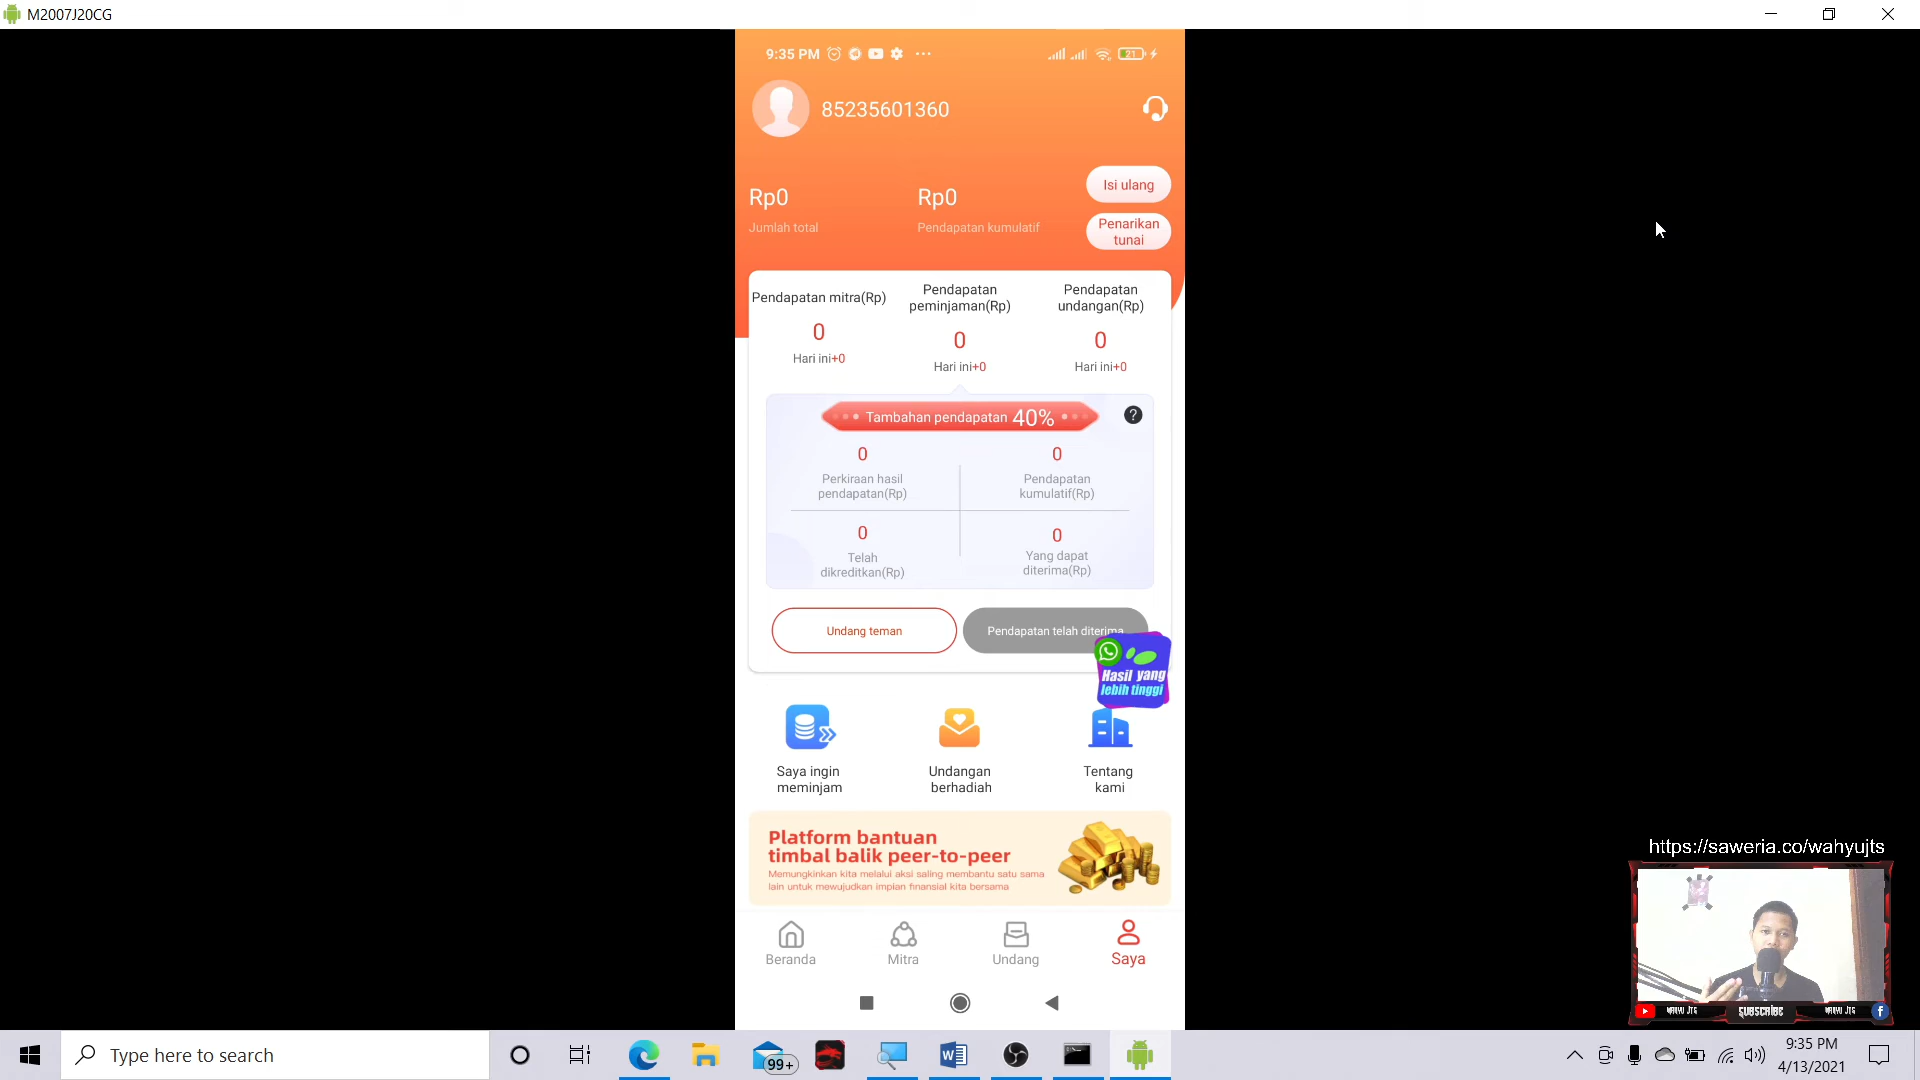 M2007J20CG
9:35 PM
21
85235601360
Rp0
Jumlah total
Rp0
Pendapatan kumulatif
Isi ulang
Penarikan
tunai
Pendapatan mitra(Rp)
0
Hari ini+0
Pendapatan
peminjaman(Rp)
0
Hari ini+0
Pendapatan
undangan(Rp)
0
Hari ini+0
Tambahan pendapatan 40%
?
0
Perkiraan hasil
pendapatan(Rp)
0
Pendapatan
kumulatif(Rp)
0
Telah
dikreditkan(Rp)
0
Yang dapat
diterima(Rp)
Undang teman
Pendapatan telah diterima
Hasil yang
lebih tinggi
Saya ingin
meminjam
Undangan
berhadiah
Tentang
kami
Platform bantuan
timbal balik peer-to-peer
Memungkinkan kita melalui aksi saling membantu satu sama
lain untuk mewujudkan impian finansial kita bersama
Beranda
Mitra
Undang
Saya
https://saweria.co/wahyujts
WAHYU JTS
SUBSCRIBE
WAHYU JTS
Type here to search
99+
9:35 PM
4/13/2021